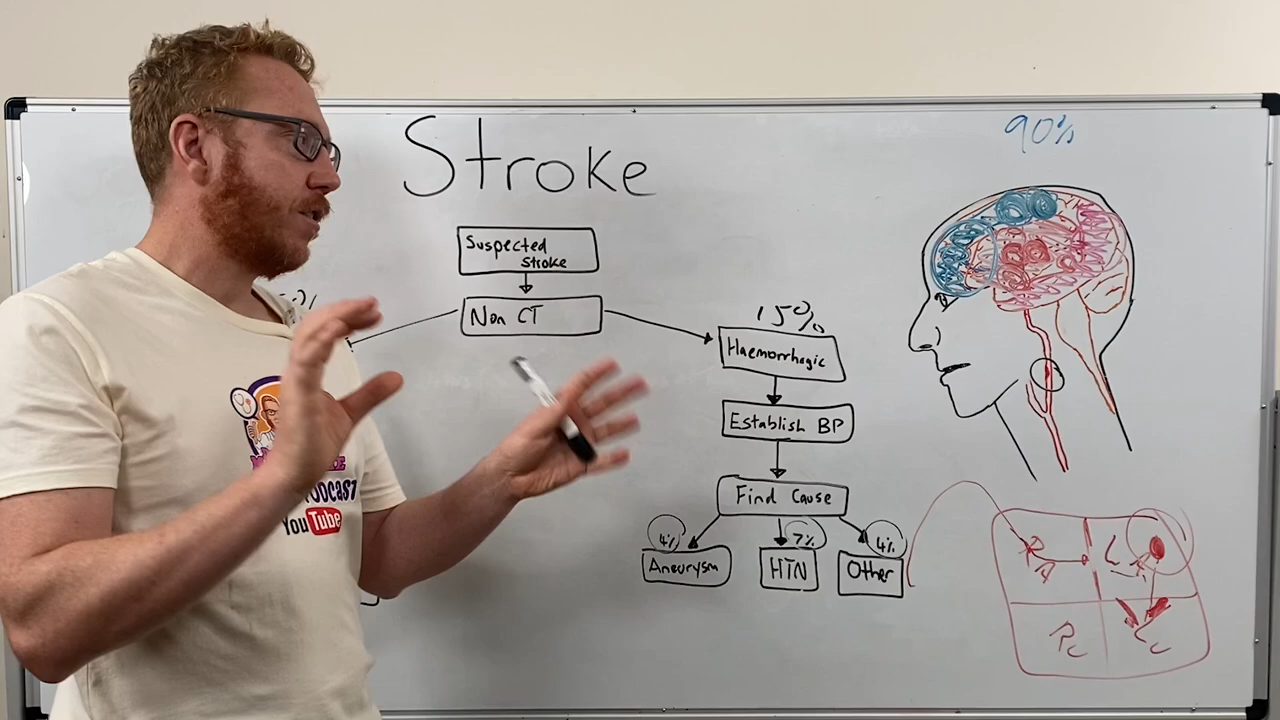 Stroke
90%
Suspected
Stroke
Non CT
15%
Haemorrhagic
Establish BP
Find Cause
4%
7%
4%
Aneurysm
HTN
Other
YouTube